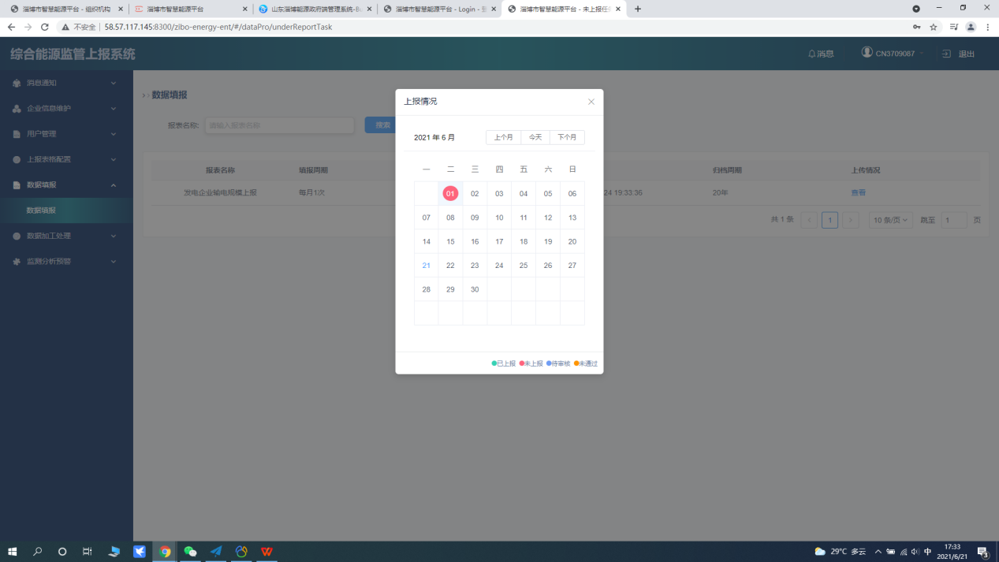 淄博市智慧能源平台 - 组织机构
淄博市智慧能源平台
山东淄博能源政府端管理系统-B
淄博市智慧能源平台 - Login -
淄博市智慧能源平台 - 未上报任
不安全 | 58.57.117.145:8300/zibo-energy-ent/#/dataPro/underReportTask
综合能源监管上报系统
消息
CN3709087
退出
消息通知
企业信息维护
用户管理
上报表格配置
数据填报
数据填报
数据加工处理
监测分析预警
数据填报
报表名称:
请输入报表名称
搜索
报表名称 填报周期 归档周期 上传情况
发电企业输电规模上报 每月1次 24 19:33:36 20年 查看
共 1 条 1 10 条/页 跳至 1 页
上报情况
2021 年 6 月 上个月 今天 下个月
一 二 三 四 五 六 日
01 02 03 04 05 06
07 08 09 10 11 12 13
14 15 16 17 18 19 20
21 22 23 24 25 26 27
28 29 30
已上报 未上报 待审核 未通过
29°C 多云
中
17:33
2021/6/21
3